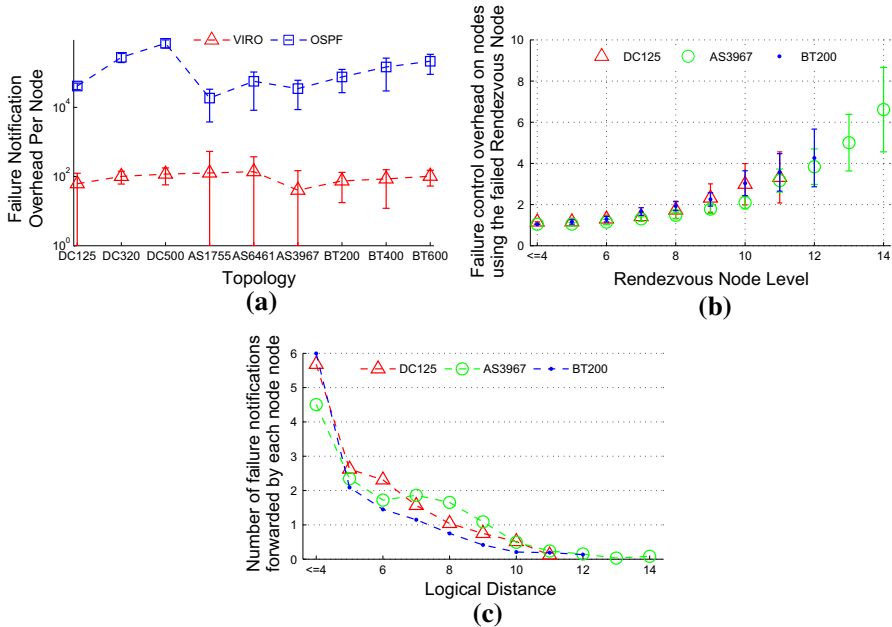 VIRO OSPF
Failure Notification
Overhead Per Node
10^4
10^2
10^0
DC125 DC320 DC500 AS1755 AS6461 AS3967 BT200 BT400 BT600
Topology
(a)
Failure control overhead on nodes
using the failed Rendezvous Node
DC125 AS3967 BT200
10
8
6
4
2
0
<=4 6 8 10 12 14
Rendezvous Node Level
(b)
Number of failure notifications
forwarded by each node node
DC125 AS3967 BT200
6
5
4
3
2
1
0
<=4 6 8 10 12 14
Logical Distance
(c)